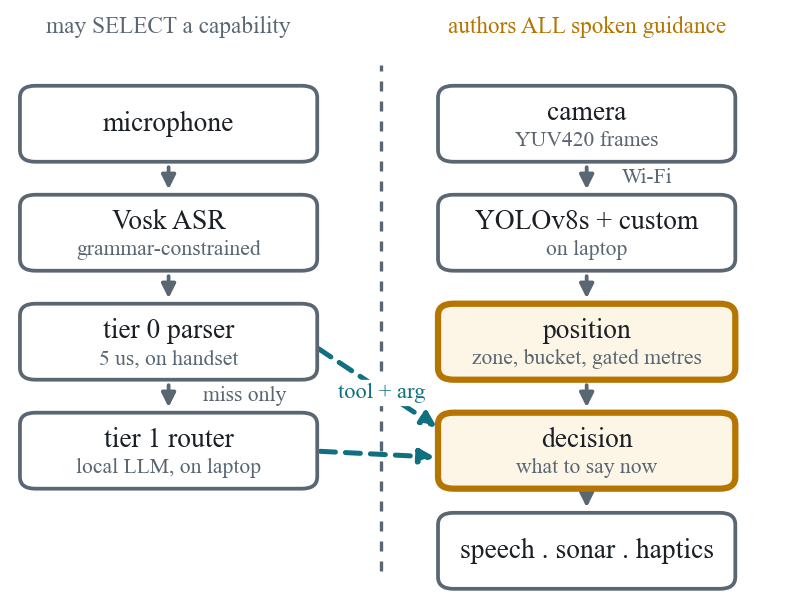 may SELECT a capability
authors ALL spoken guidance
microphone
Vosk ASR
grammar-constrained
tier 0 parser
5 us, on handset
miss only
tier 1 router
local LLM, on laptop
tool + arg
camera
YUV420 frames
Wi-Fi
YOLOv8s + custom
on laptop
position
zone, bucket, gated metres
decision
what to say now
speech . sonar . haptics